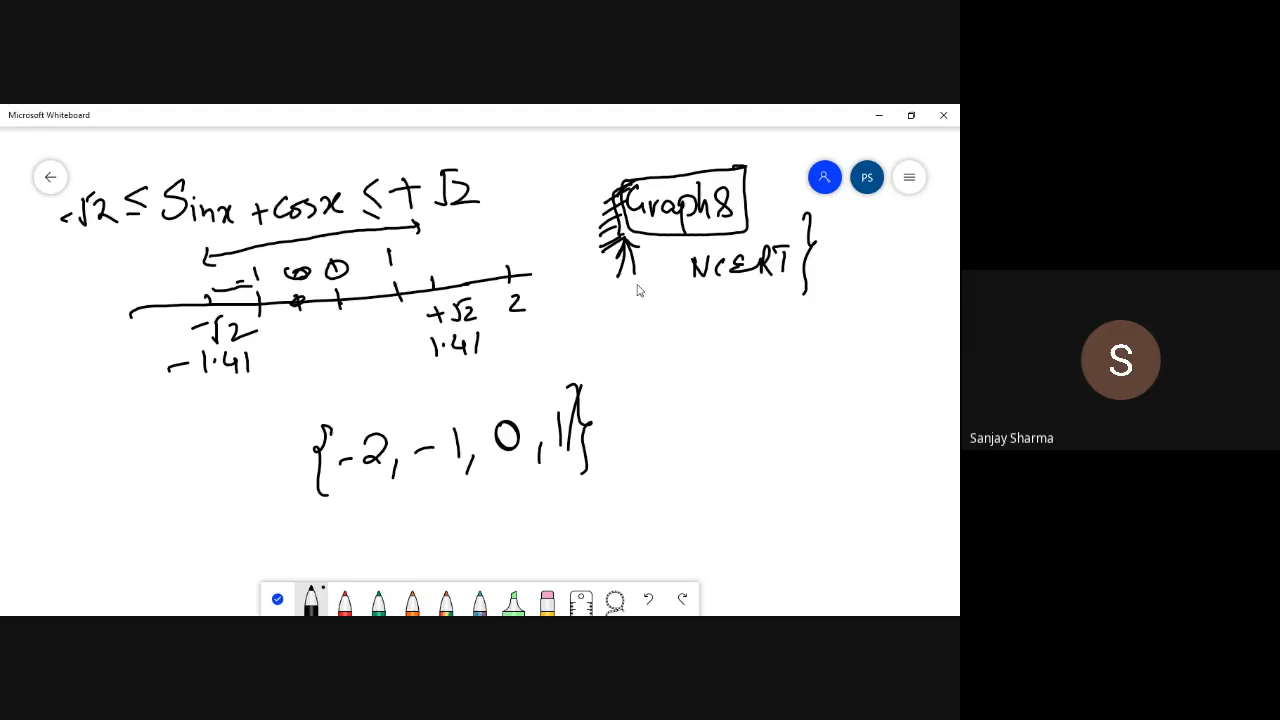 Microsoft Whiteboard
-√2 ≤ Sinx + cosx ≤ + √2
Graph8
PS
NCERT }
-1 0 1
-√2 +√2 2
-1.41 1.41
{-2, -1, 0, 1}
S
Sanjay Sharma